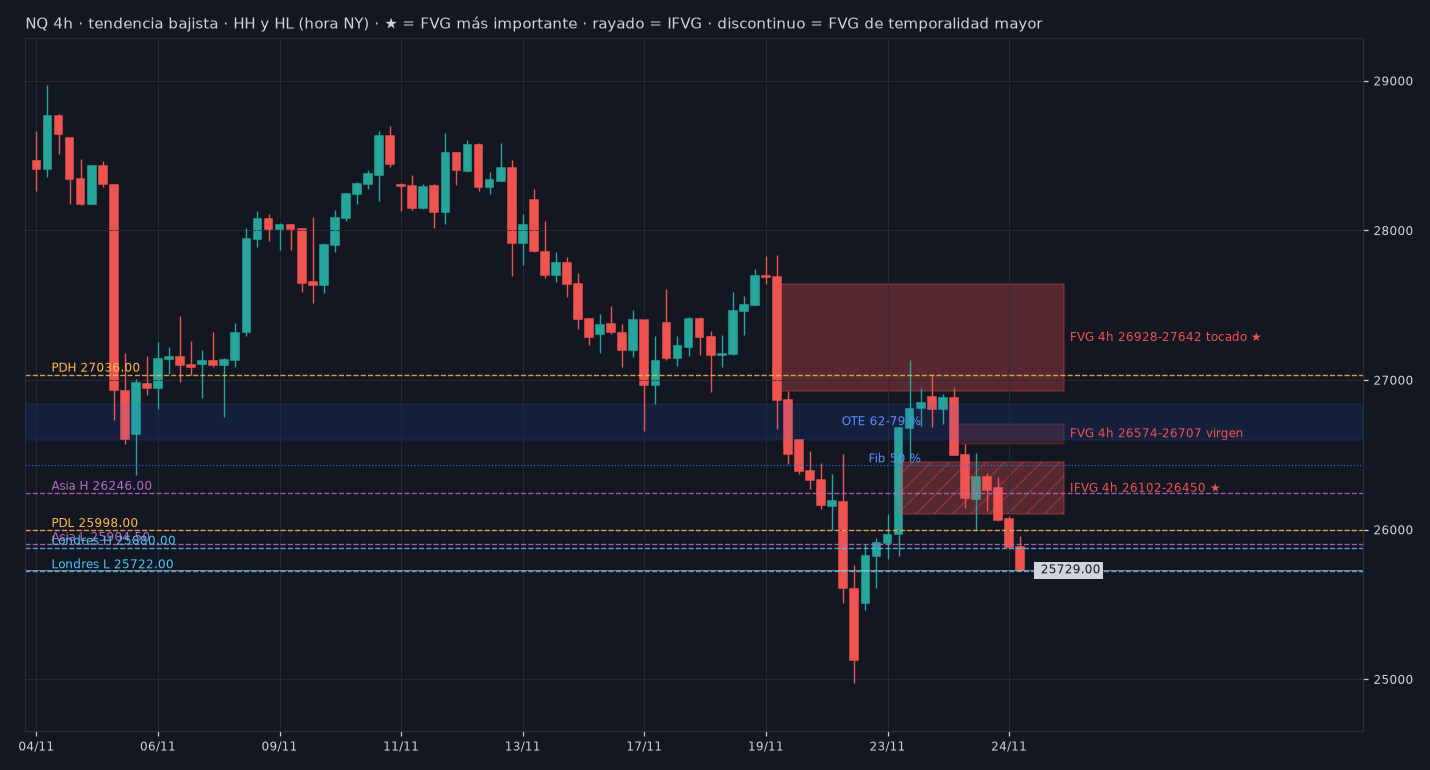 NQ 4h · tendencia bajista · HH y HL (hora NY) · ★ = FVG más importante · rayado = IFVG · discontinuo = FVG de temporalidad mayor
29000
28000
FVG 4h 26928-27642 tocado ★
PDH 27036.00
27000
OTE 62-79 %
FVG 4h 26574-26707 virgen
Fib 50 %
Asia H 26246.00
IFVG 4h 26102-26450 ★
PDL 25998.00
26000
Asia L 25904.50
Londres H 25880.00
Londres L 25722.00
25729.00
25000
04/11 06/11 09/11 11/11 13/11 17/11 19/11 23/11 24/11